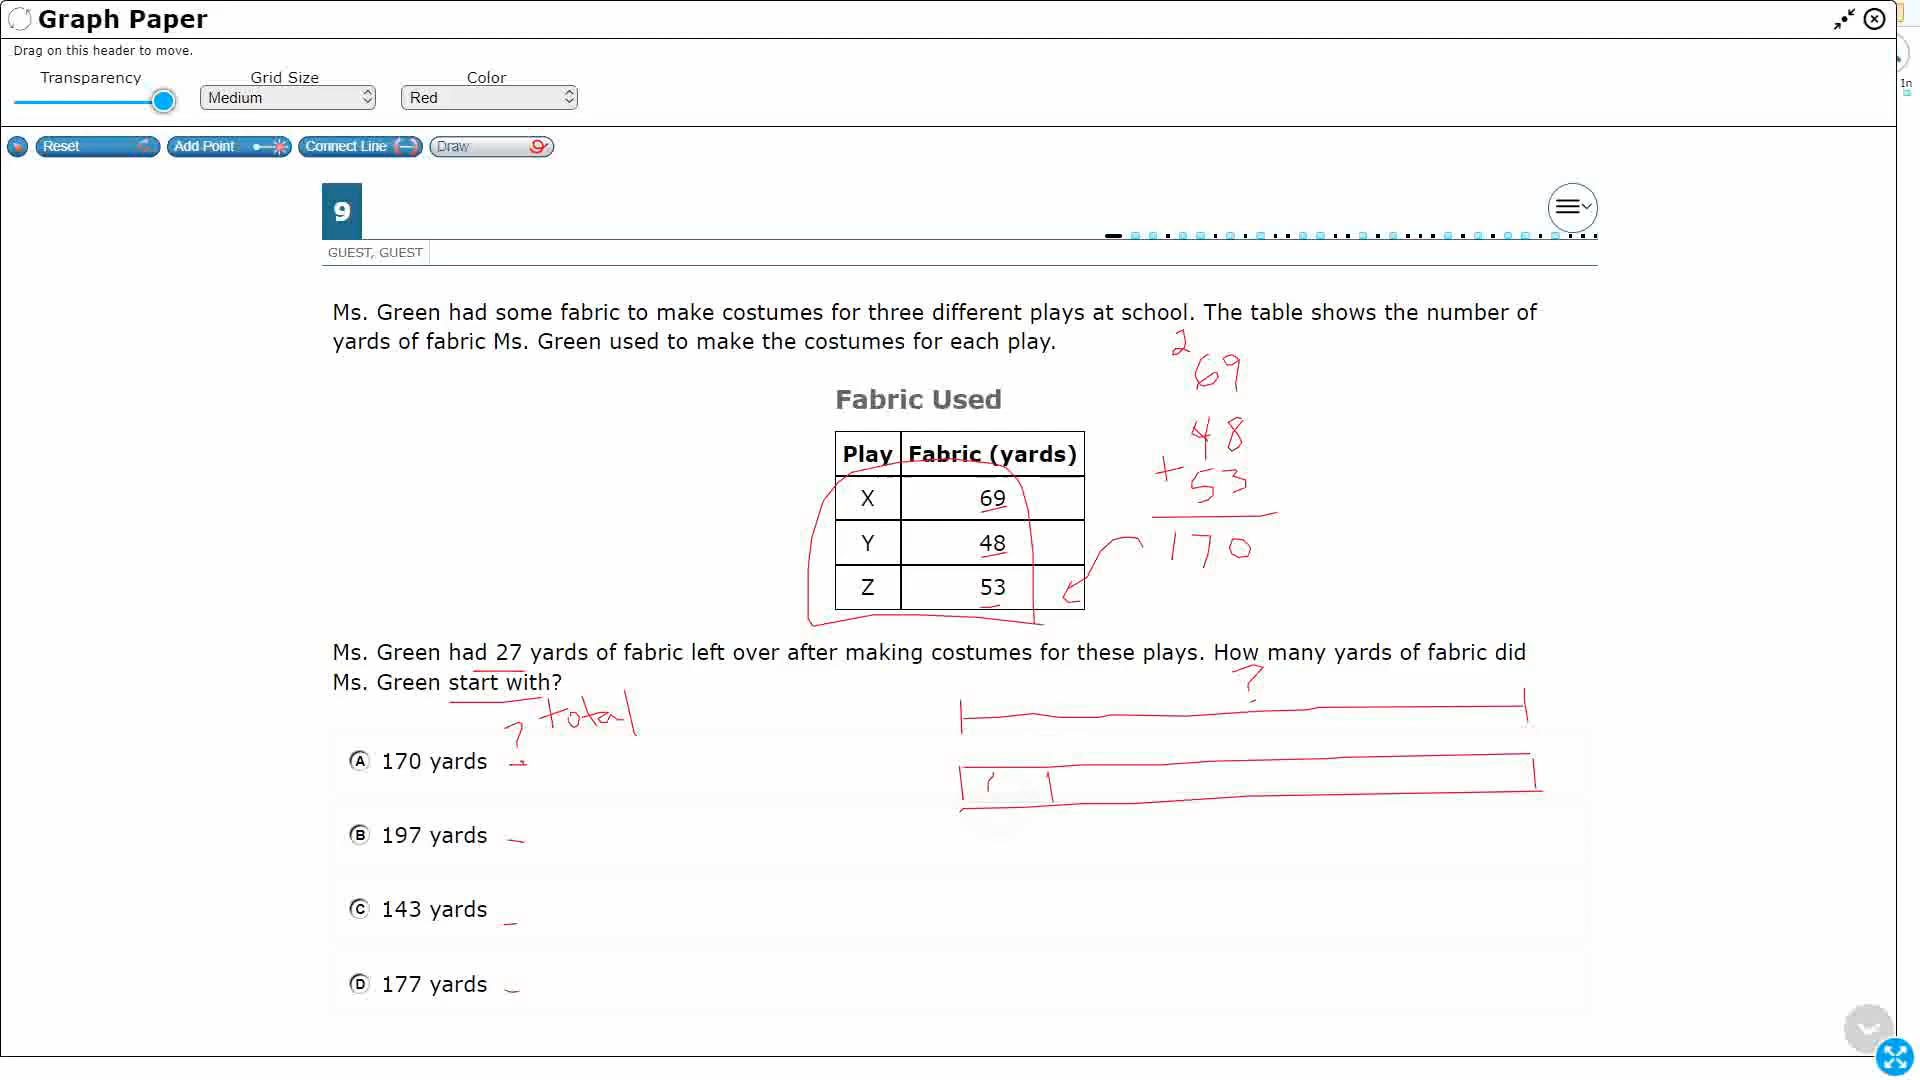 Graph Paper
Drag on this header to move.
Transparency
Grid Size
Color
Medium
Red
Reset
Add Point
Connect Line
Draw
In
9
GUEST, GUEST
Ms. Green had some fabric to make costumes for three different plays at school. The table shows the number of
yards of fabric Ms. Green used to make the costumes for each play.
2
69
48
+ 53
170
Fabric Used
Play Fabric (yards)
X 69
Y 48
Z 53
Ms. Green had 27 yards of fabric left over after making costumes for these plays. How many yards of fabric did
Ms. Green start with?
?
? total
A 170 yards
B 197 yards
C 143 yards
D 177 yards